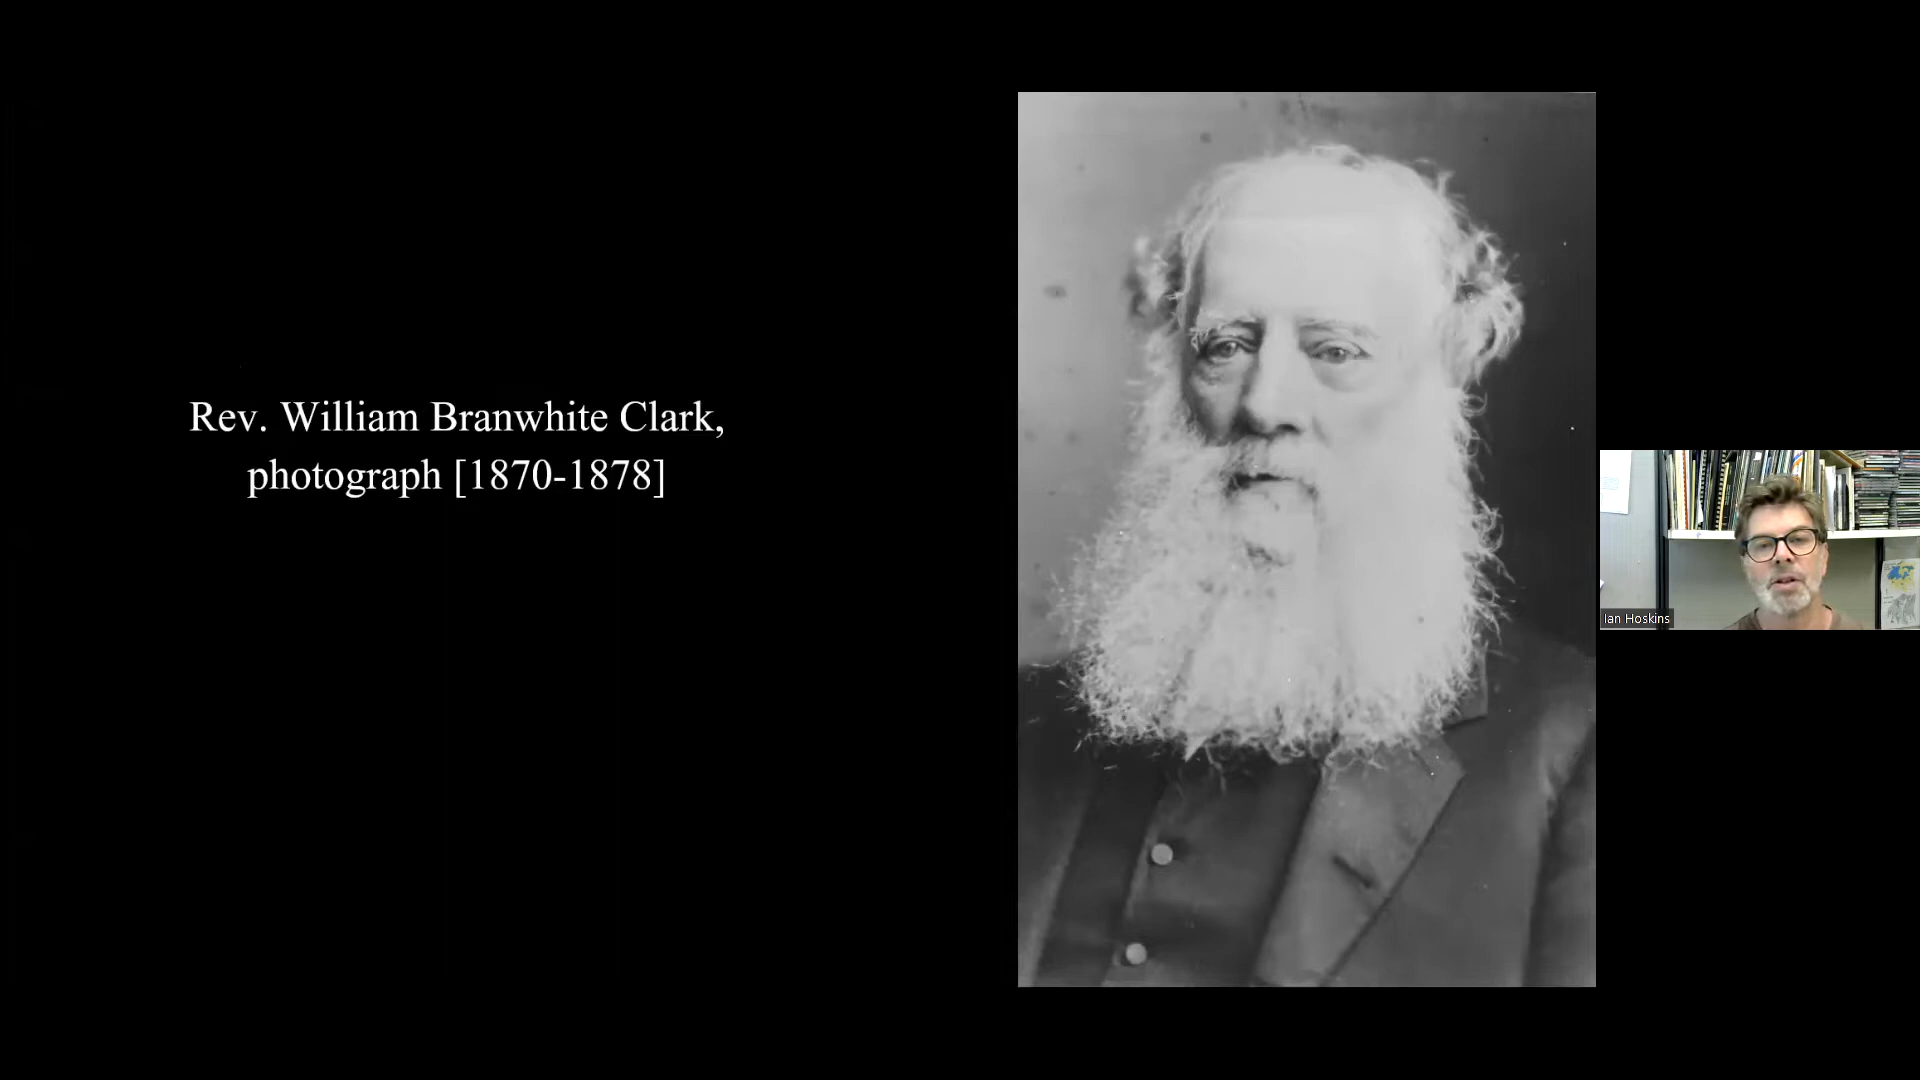 Rev. William Branwhite Clark,
photograph [1870-1878]
Ian Hoskins